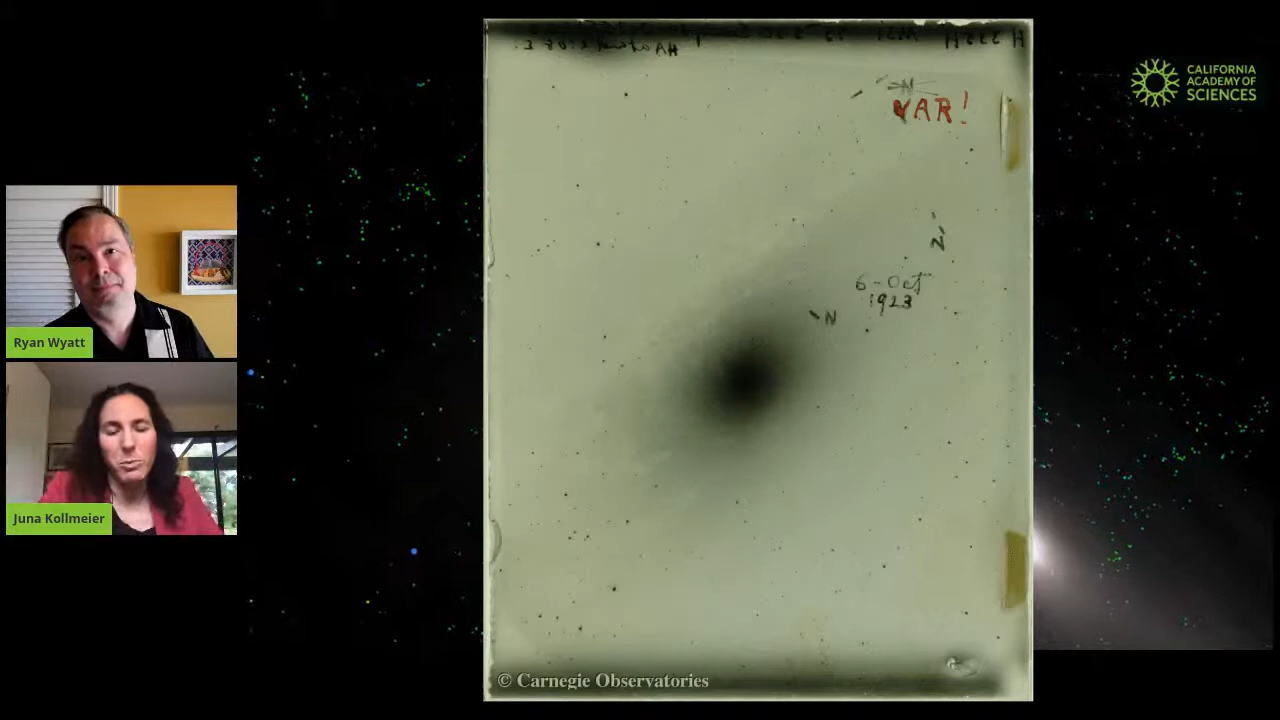 CALIFORNIA
ACADEMY OF
SCIENCES
N
VAR!
N
6-Oct
1923
N
Ryan Wyatt
Juna Kollmeier
© Carnegie Observatories